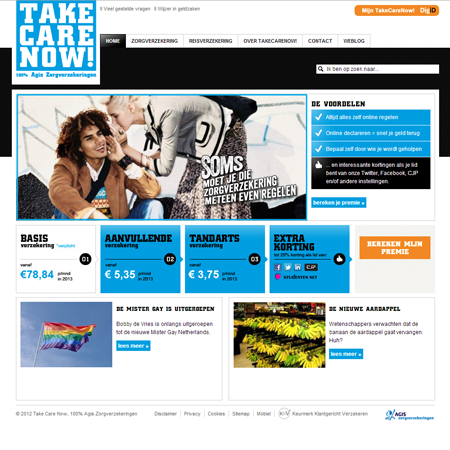 TAKE
CARE
NOW!
100% Agis Zorgverzekeringen
Veel gestelde vragen Wijzer in geldzaken
Mijn TakeCareNow! DigiD
HOME ZORGVERZEKERING REISVERZEKERING OVER TAKECARENOW! CONTACT WEBLOG
Ik ben op zoek naar...
SOMS
MOET JE DIE
ZORGVERZEKERING
METEEN EVEN REGELEN
DE VOORDELEN
Altijd alles zelf online regelen
Online declareren = snel je geld terug
Bepaal zelf door wie je wordt geholpen
... en interessante kortingen als je lid
bent van onze Twitter, Facebook, CJP
en/of andere instellingen.
bereken je premie »
BASIS
verzekering *verplicht
01
vanaf
€78,84 p/mnd
in 2013
AANVULLENDE
verzekering
02
vanaf
€ 5,35 p/mnd
in 2013
TANDARTS
verzekering
03
vanaf
€ 3,75 p/mnd
in 2013
EXTRA
KORTING
tot 25% korting als lid van:
CJP
STUDENTEN NET
BEREKEN MIJN
PREMIE
DE MISTER GAY IS UITGEROEPEN
Bobby de Vries is onlangs uitgeroepen
tot de nieuwe Mister Gay Netherlands.
lees meer »
DE NIEUWE AARDAPPEL
Wetenschappers verwachten dat de
banaan de aardappel gaat vervangen.
Huh?
lees meer »
© 2012 Take Care Now, 100% Agis Zorgverzekeringen
Disclaimer Privacy Cookies Sitemap Mobiel Keurmerk Klantgericht Verzekeren
AGIS
zorgverzekeringen